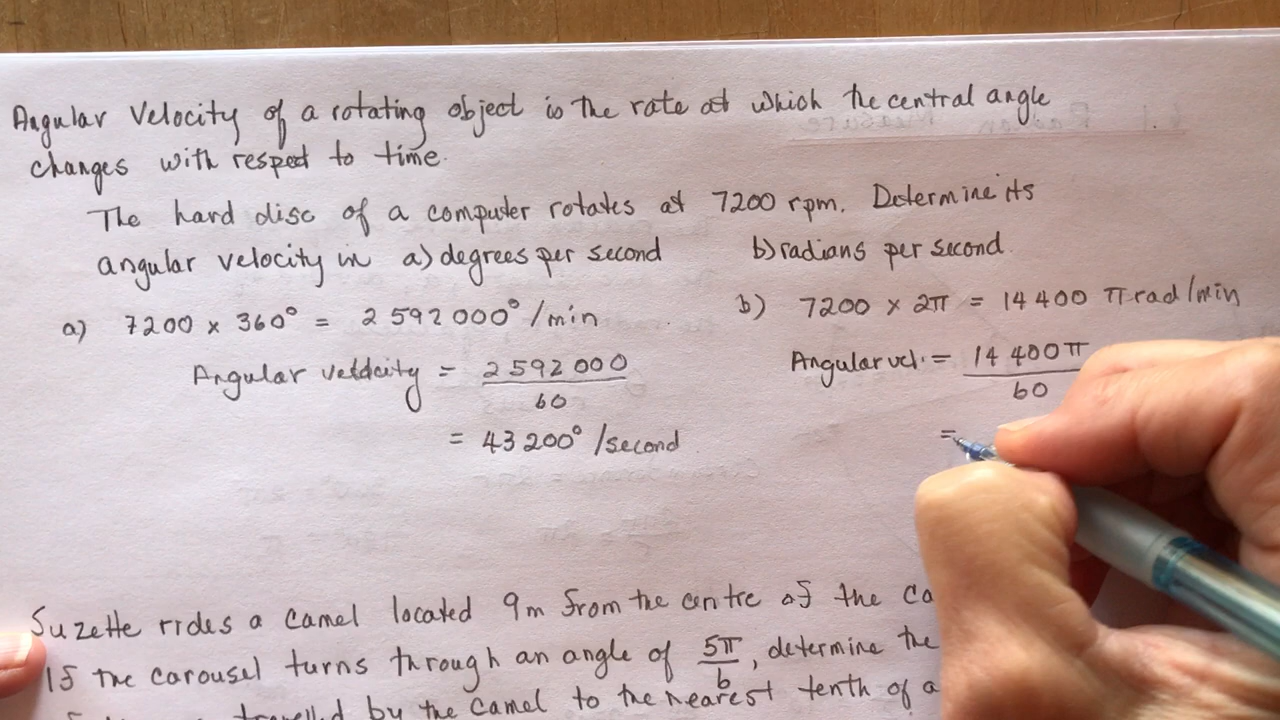 Angular Velocity of a rotating object is the rate at which the central angle
changes with respect to time.
The hard disc of a computer rotates at 7200 rpm. Determine its
angular velocity in a) degrees per second b) radians per second.
a) 7200 x 360° = 2 592 000° /min
b) 7200 x 2π = 14 400 π rad/min
Angular velocity = 2 592 000 / 60
= 43 200° /second
Angular vel. = 14 400π / 60
=
Suzette rides a camel located 9m from the centre of the
If the carousel turns through an angle of 5π/6, determine the
travelled by the camel to the nearest tenth of a